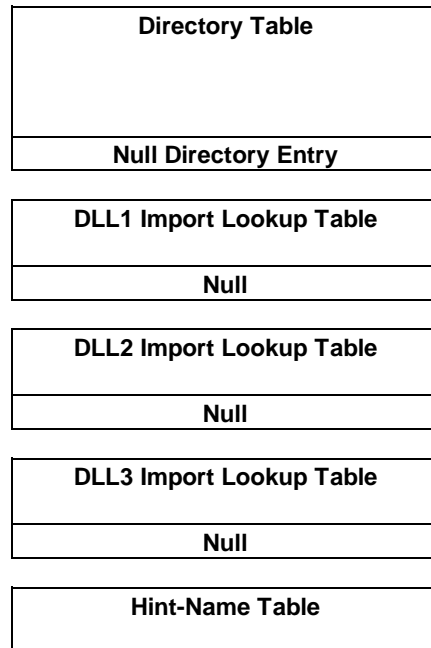 Directory Table
Null Directory Entry
DLL1 Import Lookup Table
Null
DLL2 Import Lookup Table
Null
DLL3 Import Lookup Table
Null
Hint-Name Table